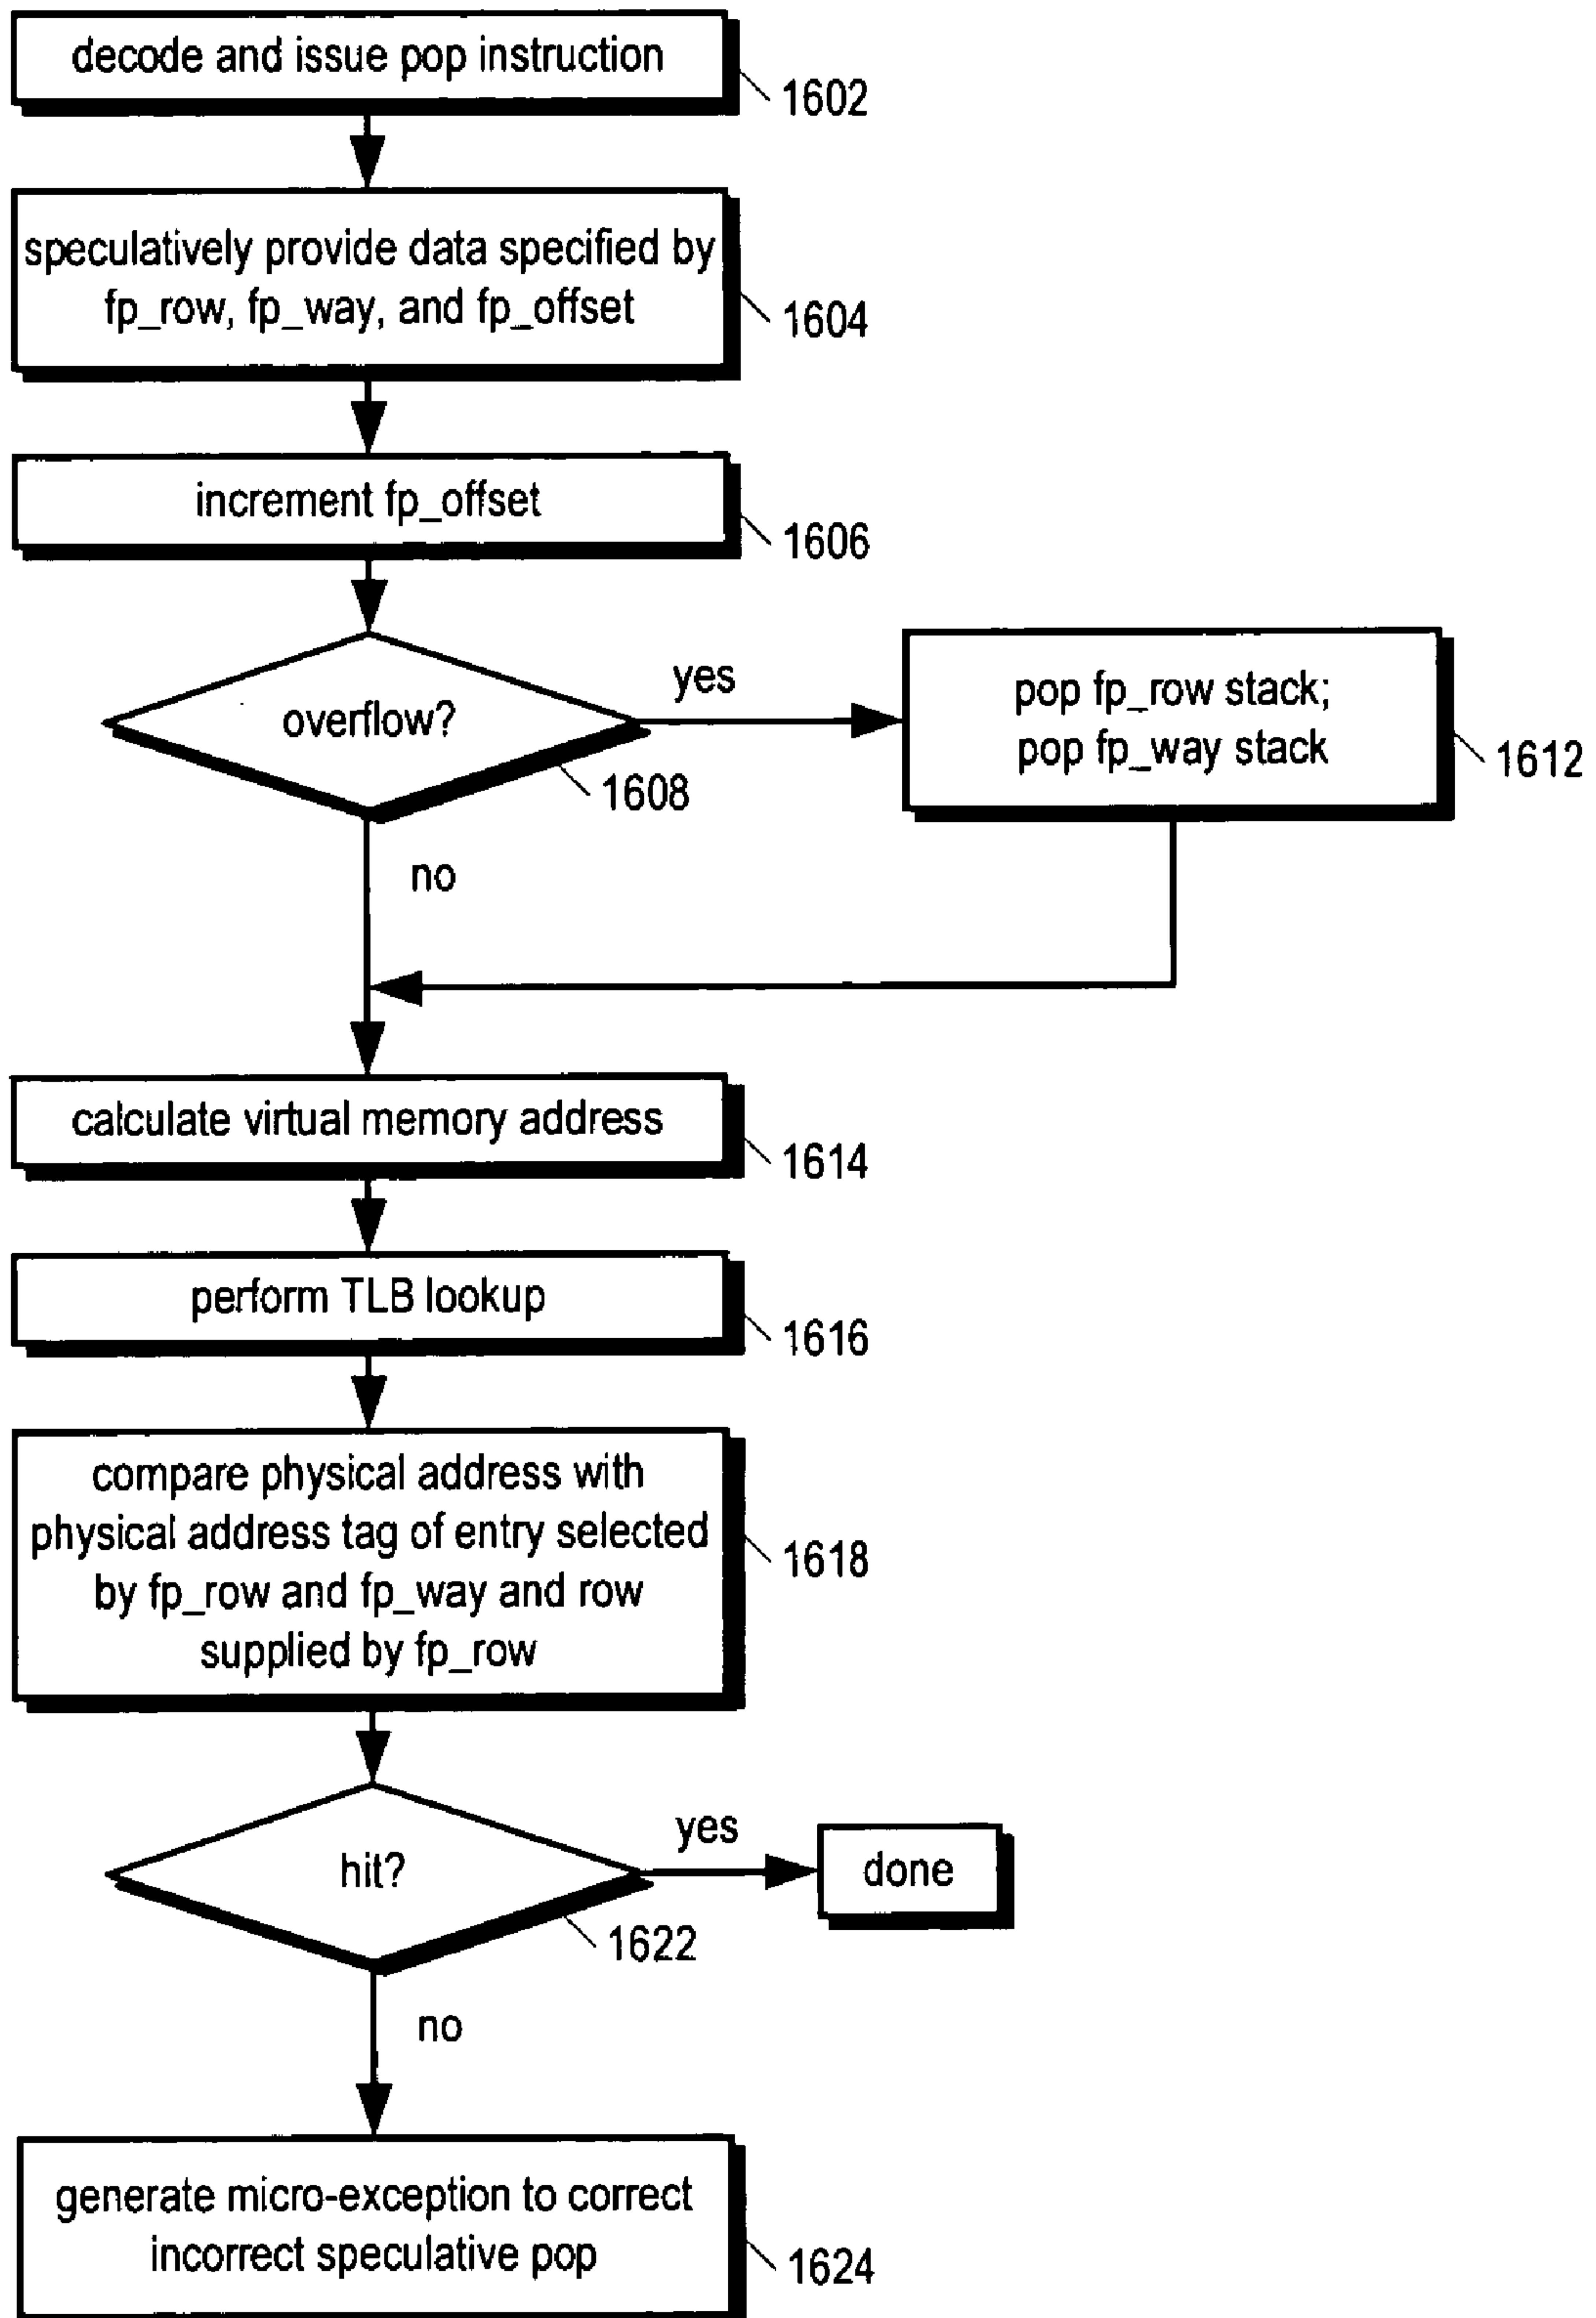 decode and issue pop instruction
1602
speculatively provide data specified by
fp_row, fp_way, and fp_offset
1604
increment fp_offset
1606
overflow?
1608
yes
pop fp_row stack;
pop fp_way stack
1612
no
calculate virtual memory address
1614
perform TLB lookup
1616
compare physical address with
physical address tag of entry selected
by fp_row and fp_way and row
supplied by fp_row
1618
hit?
1622
yes
done
no
generate micro-exception to correct
incorrect speculative pop
1624